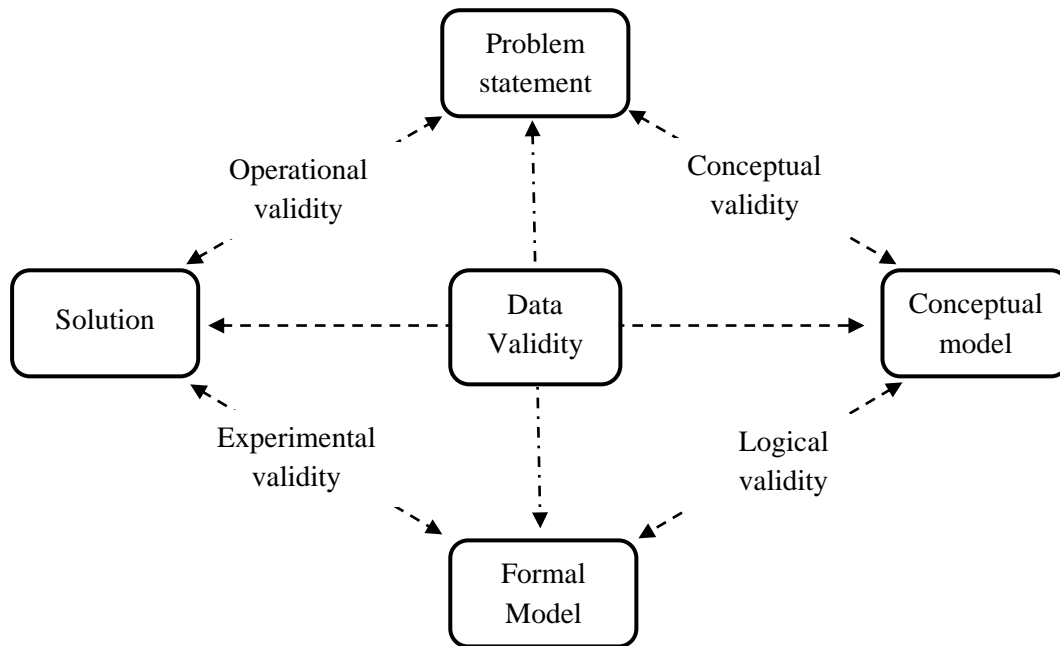 Problem
statement
Operational
validity
Conceptual
validity
Solution
Data
Validity
Conceptual
model
Experimental
validity
Logical
validity
Formal
Model